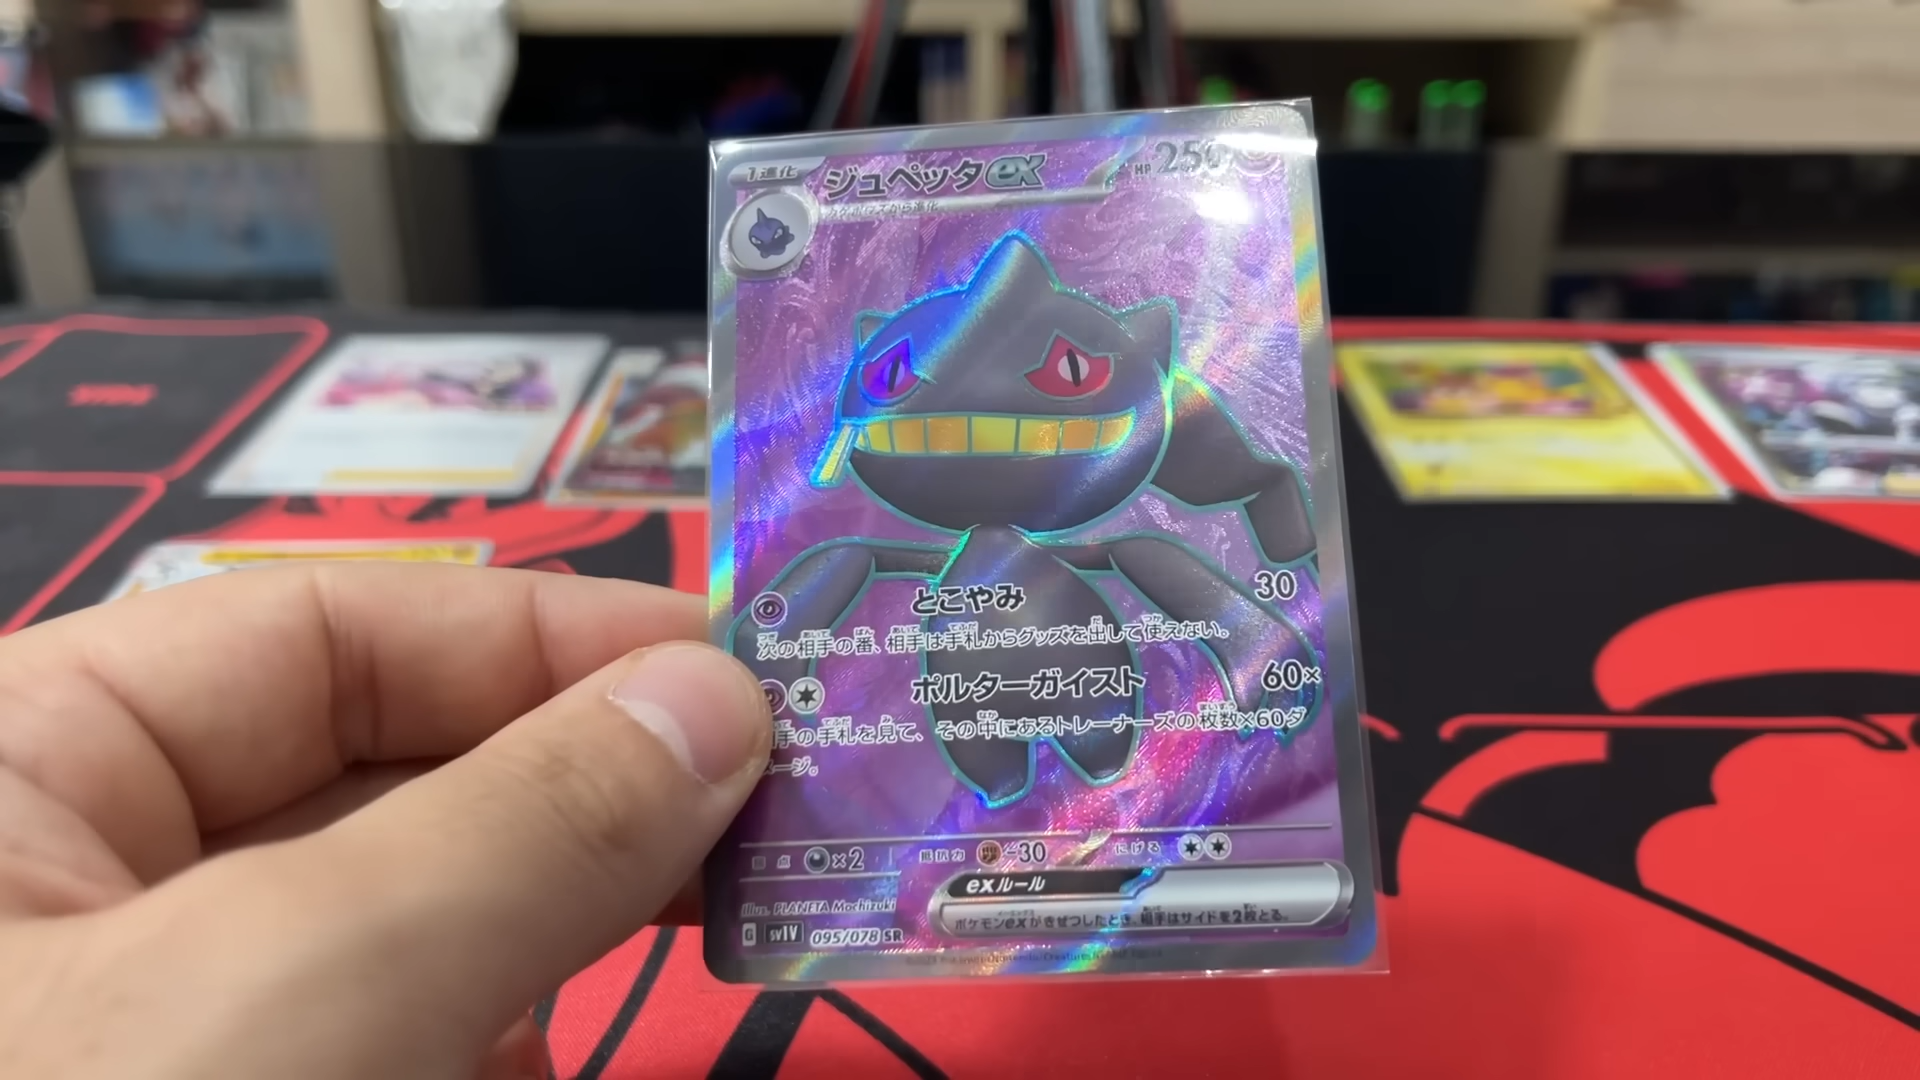 1進化
ジュペッタex
HP 250
カゲボウズから進化
とこやみ 30
次の相手の番、相手は手札からグッズを出して使えない。
ポルターガイスト 60×
手の手札を見て、その中にあるトレーナーズの枚数×60ダ
メージ。
弱点 ×2 抵抗力 -30 にげる
exルール
ポケモンexがきぜつしたとき、相手はサイドを2枚とる。
Illus. PLANETA Mochizuki
G sv1V 095/078 SR